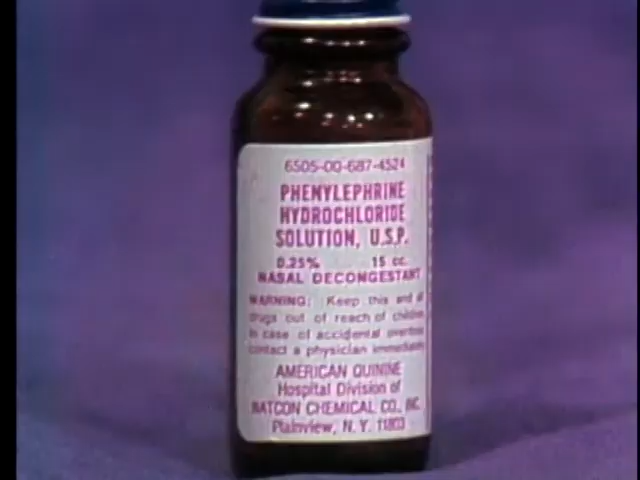 6505-00-687-4524
PHENYLEPHRINE
HYDROCHLORIDE
SOLUTION, U.S.P.
0.25% 15 cc.
NASAL DECONGESTANT
WARNING: Keep this and all
drugs out of reach of children
In case of accidental overdose
contact a physician immediately
AMERICAN QUININE
Hospital Division of
NATCON CHEMICAL CO., INC.
Plainview, N. Y. 11803